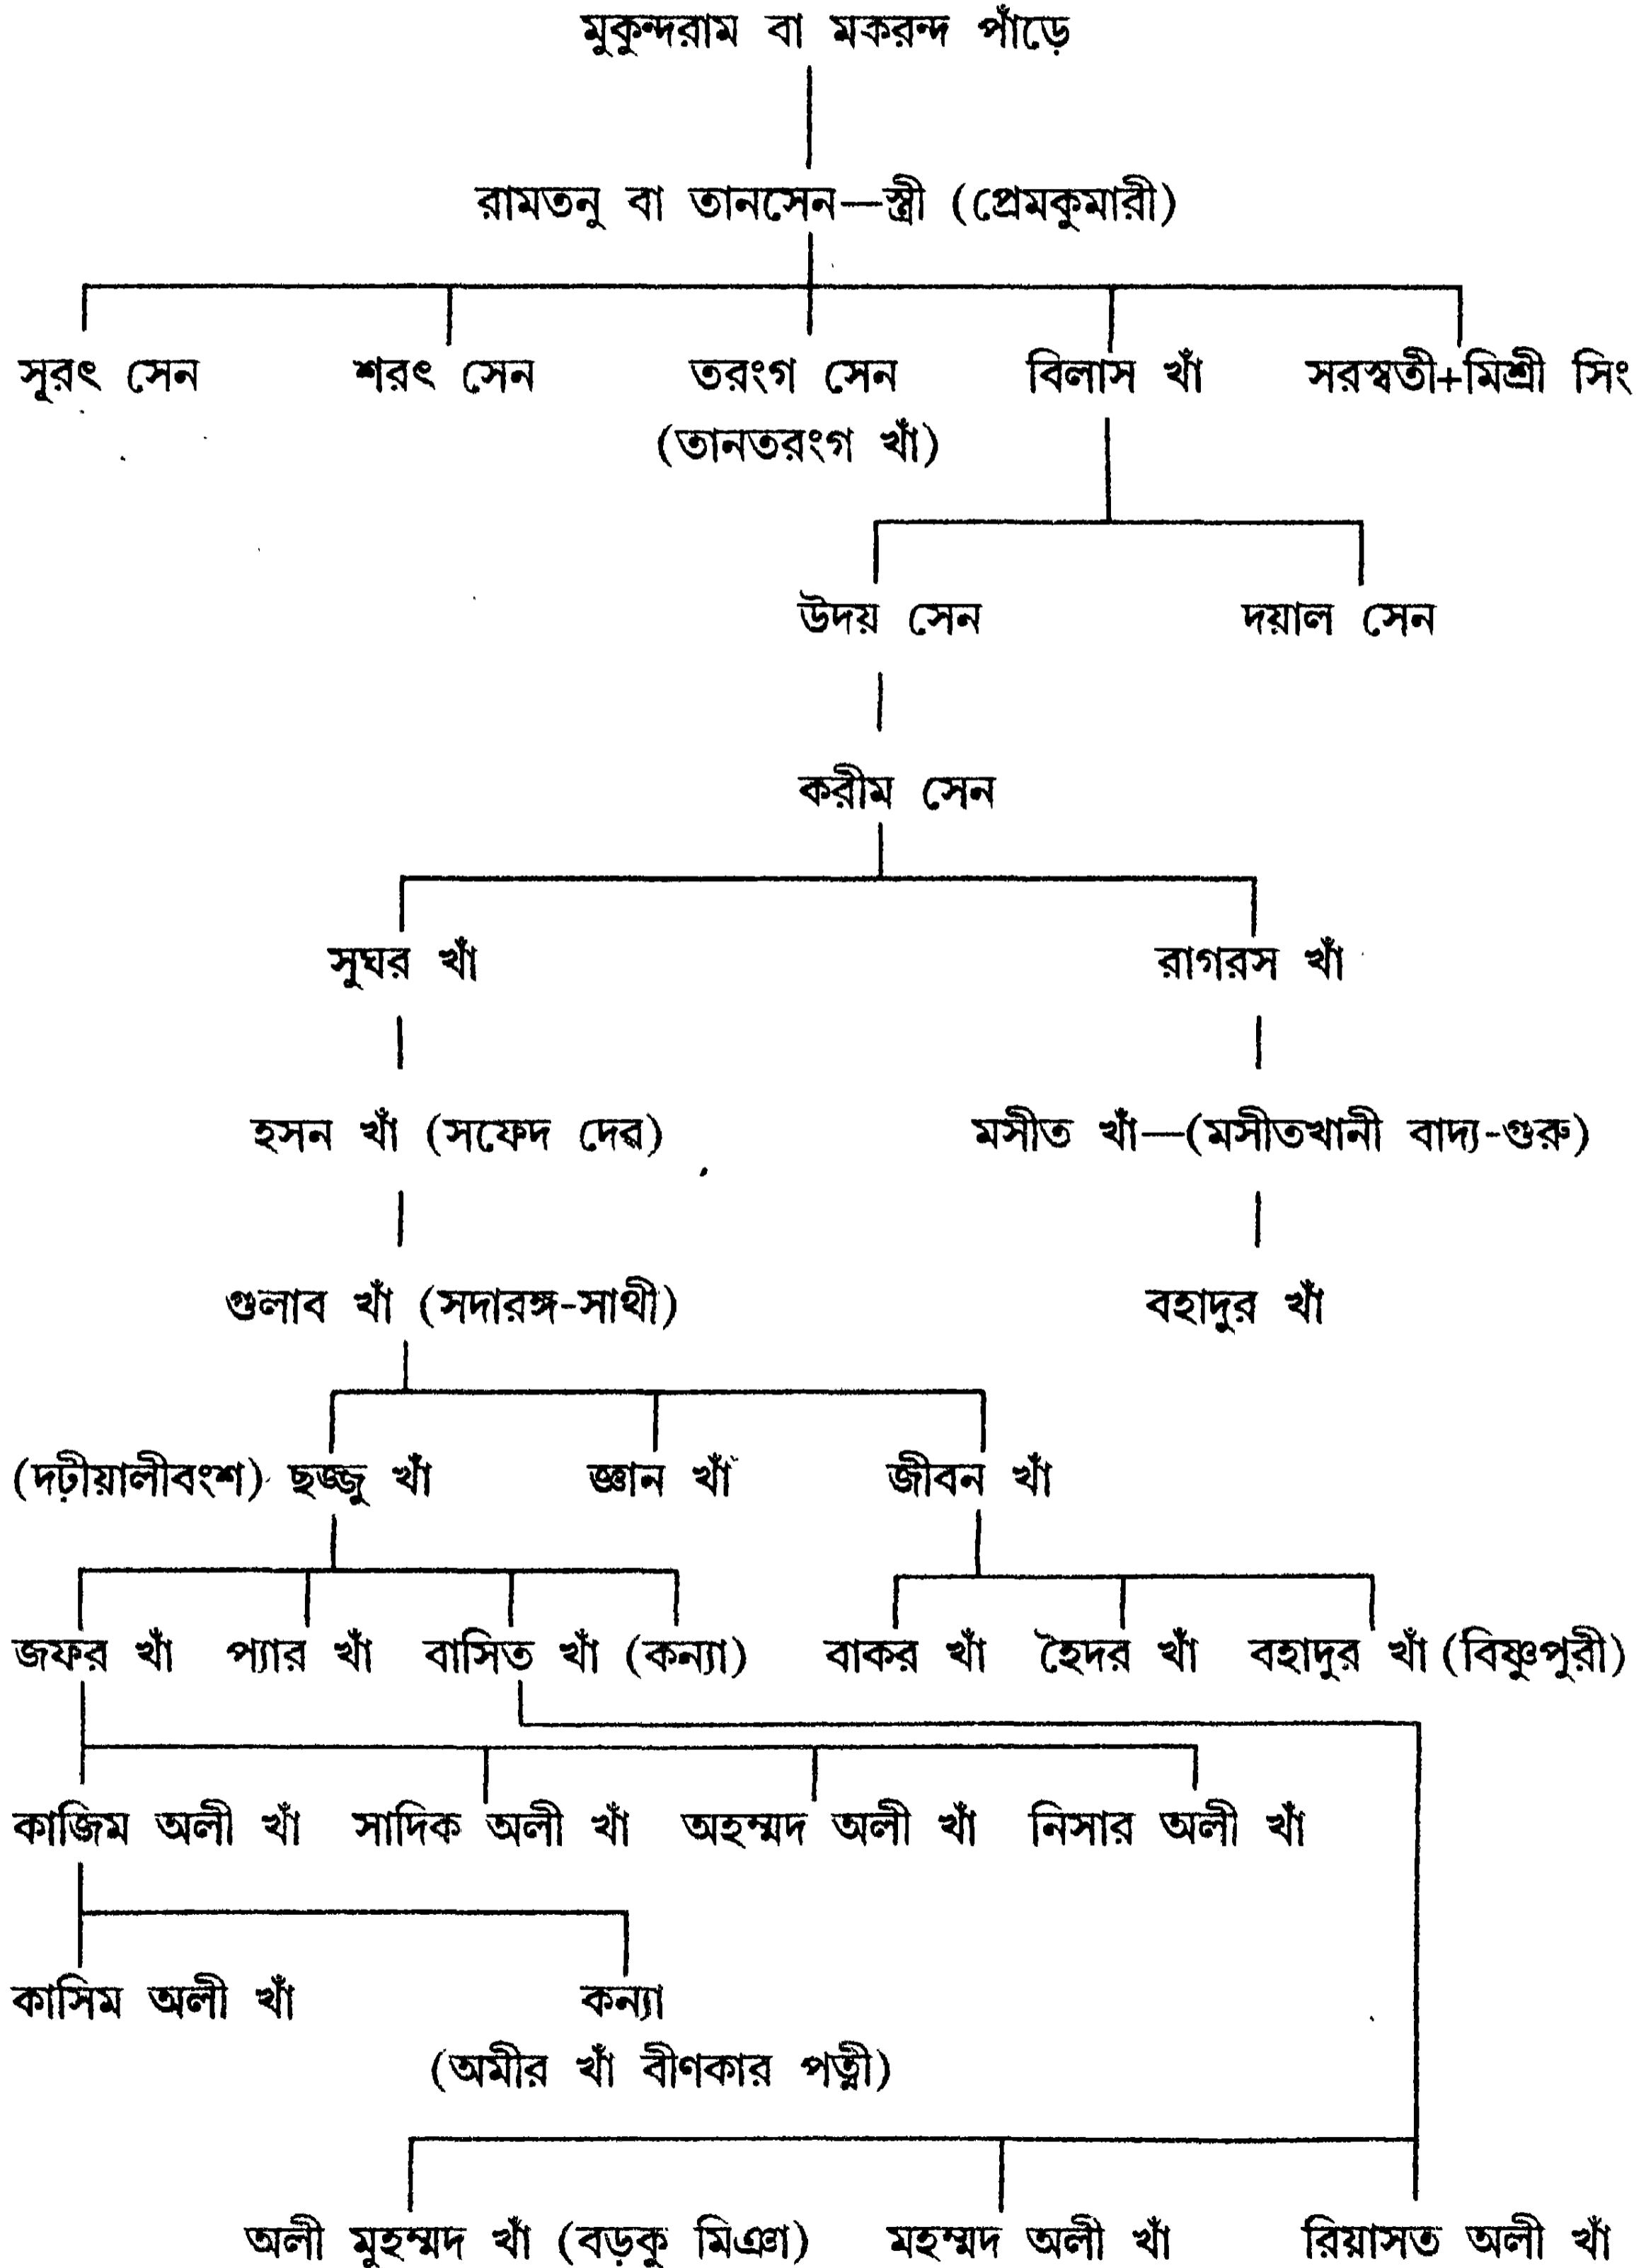 মুকুন্দরাম বা মকরন্দ পাঁড়ে
রামতনু বা তানসেন—স্ত্রী (প্রেমকুমারী)
সুরৎ সেন শরৎ সেন তরংগ সেন বিলাস খাঁ সরস্বতী+মিশ্রী সিং
(তানতরংগ খাঁ)
উদয় সেন দয়াল সেন
করীম সেন
সুঘর খাঁ রাগরস খাঁ
হসন খাঁ (সফেদ দেৱ) মসীত খাঁ—(মসীতখানী বাদ্য-গুরু)
গুলাব খাঁ (সদারঙ্গ-সাথী) বহাদুর খাঁ
(দঢ়ীয়ালীবংশ) ছজ্জু খাঁ জ্ঞান খাঁ জীবন খাঁ
জফর খাঁ প্যার খাঁ বাসিত খাঁ (কন্যা) বাকর খাঁ হৈদর খাঁ বহাদুর খাঁ (বিষ্ণুপুরী)
কাজিম অলী খাঁ সাদিক অলী খাঁ অহম্মদ অলী খাঁ নিসার অলী খাঁ
কাসিম অলী খাঁ কন্যা
(অমীর খাঁ বীণকার পত্নী)
অলী মুহম্মদ খাঁ (বড়কু মিঞা) মহম্মদ অলী খাঁ রিয়াসত অলী খাঁ